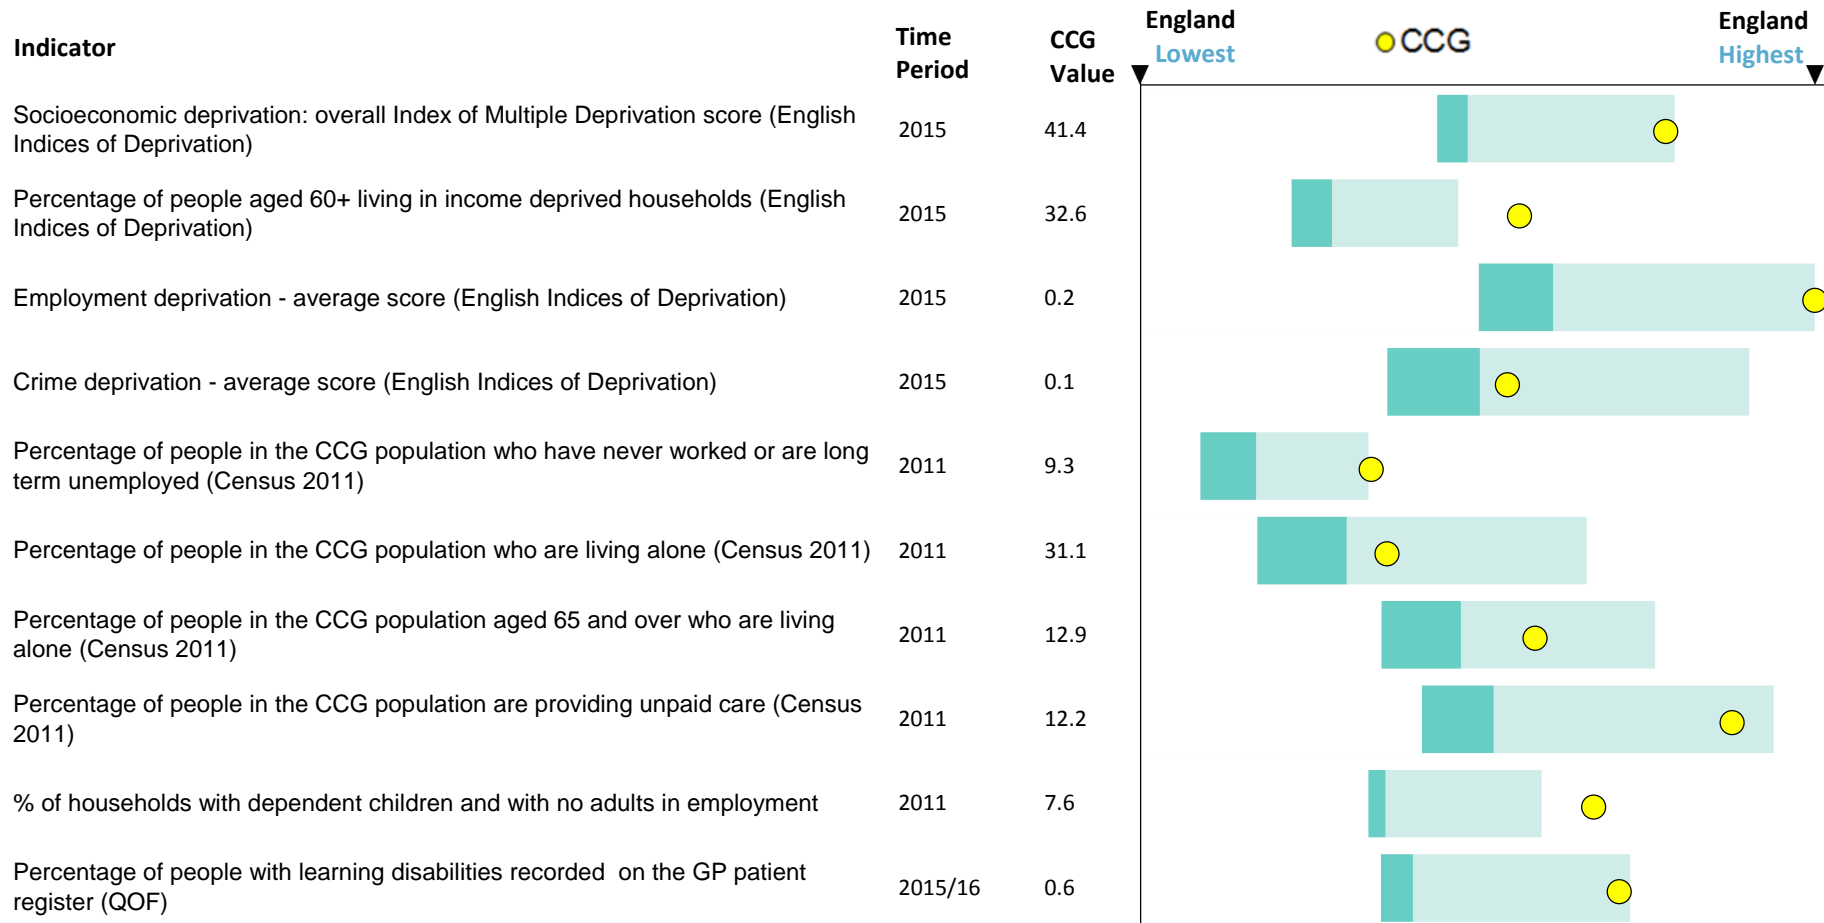 Indicator
Time
Period
CCG
Value
England
Lowest
CCG
England
Highest
Socioeconomic deprivation: overall Index of Multiple Deprivation score (English
Indices of Deprivation)
2015
41.4
Percentage of people aged 60+ living in income deprived households (English
Indices of Deprivation)
2015
32.6
Employment deprivation - average score (English Indices of Deprivation)
2015
0.2
Crime deprivation - average score (English Indices of Deprivation)
2015
0.1
Percentage of people in the CCG population who have never worked or are long
term unemployed (Census 2011)
2011
9.3
Percentage of people in the CCG population who are living alone (Census 2011)
2011
31.1
Percentage of people in the CCG population aged 65 and over who are living
alone (Census 2011)
2011
12.9
Percentage of people in the CCG population are providing unpaid care (Census
2011)
2011
12.2
% of households with dependent children and with no adults in employment
2011
7.6
Percentage of people with learning disabilities recorded  on the GP patient
register (QOF)
2015/16
0.6